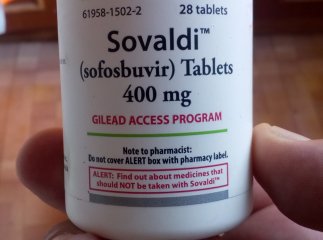 61958-1502-2 28 tablets
Sovaldi™
(sofosbuvir) Tablets
400 mg
GILEAD ACCESS PROGRAM
Note to pharmacist:
Do not cover ALERT box with pharmacy label.
ALERT: Find out about medicines that
should NOT be taken with Sovaldi™